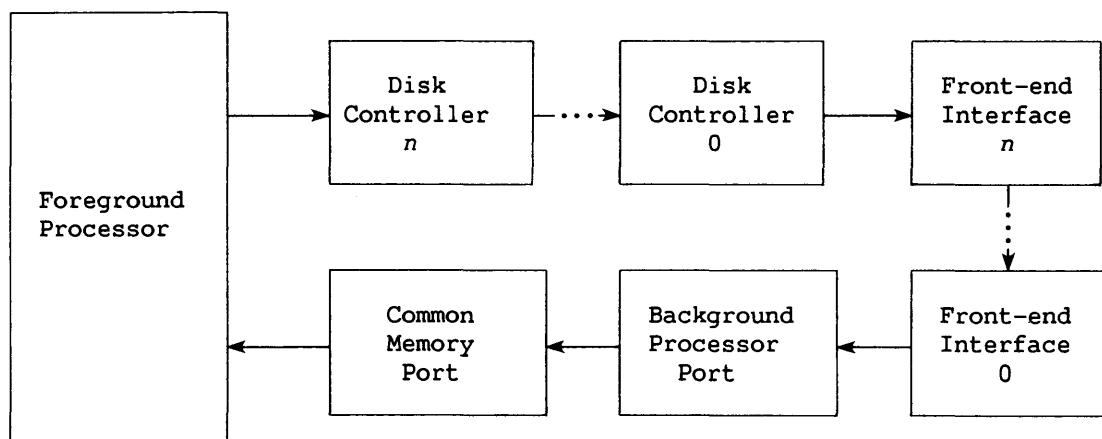 Foreground
Processor
Disk
Controller
n
Disk
Controller
0
Front-end
Interface
n
Common
Memory
Port
Background
Processor
Port
Front-end
Interface
0